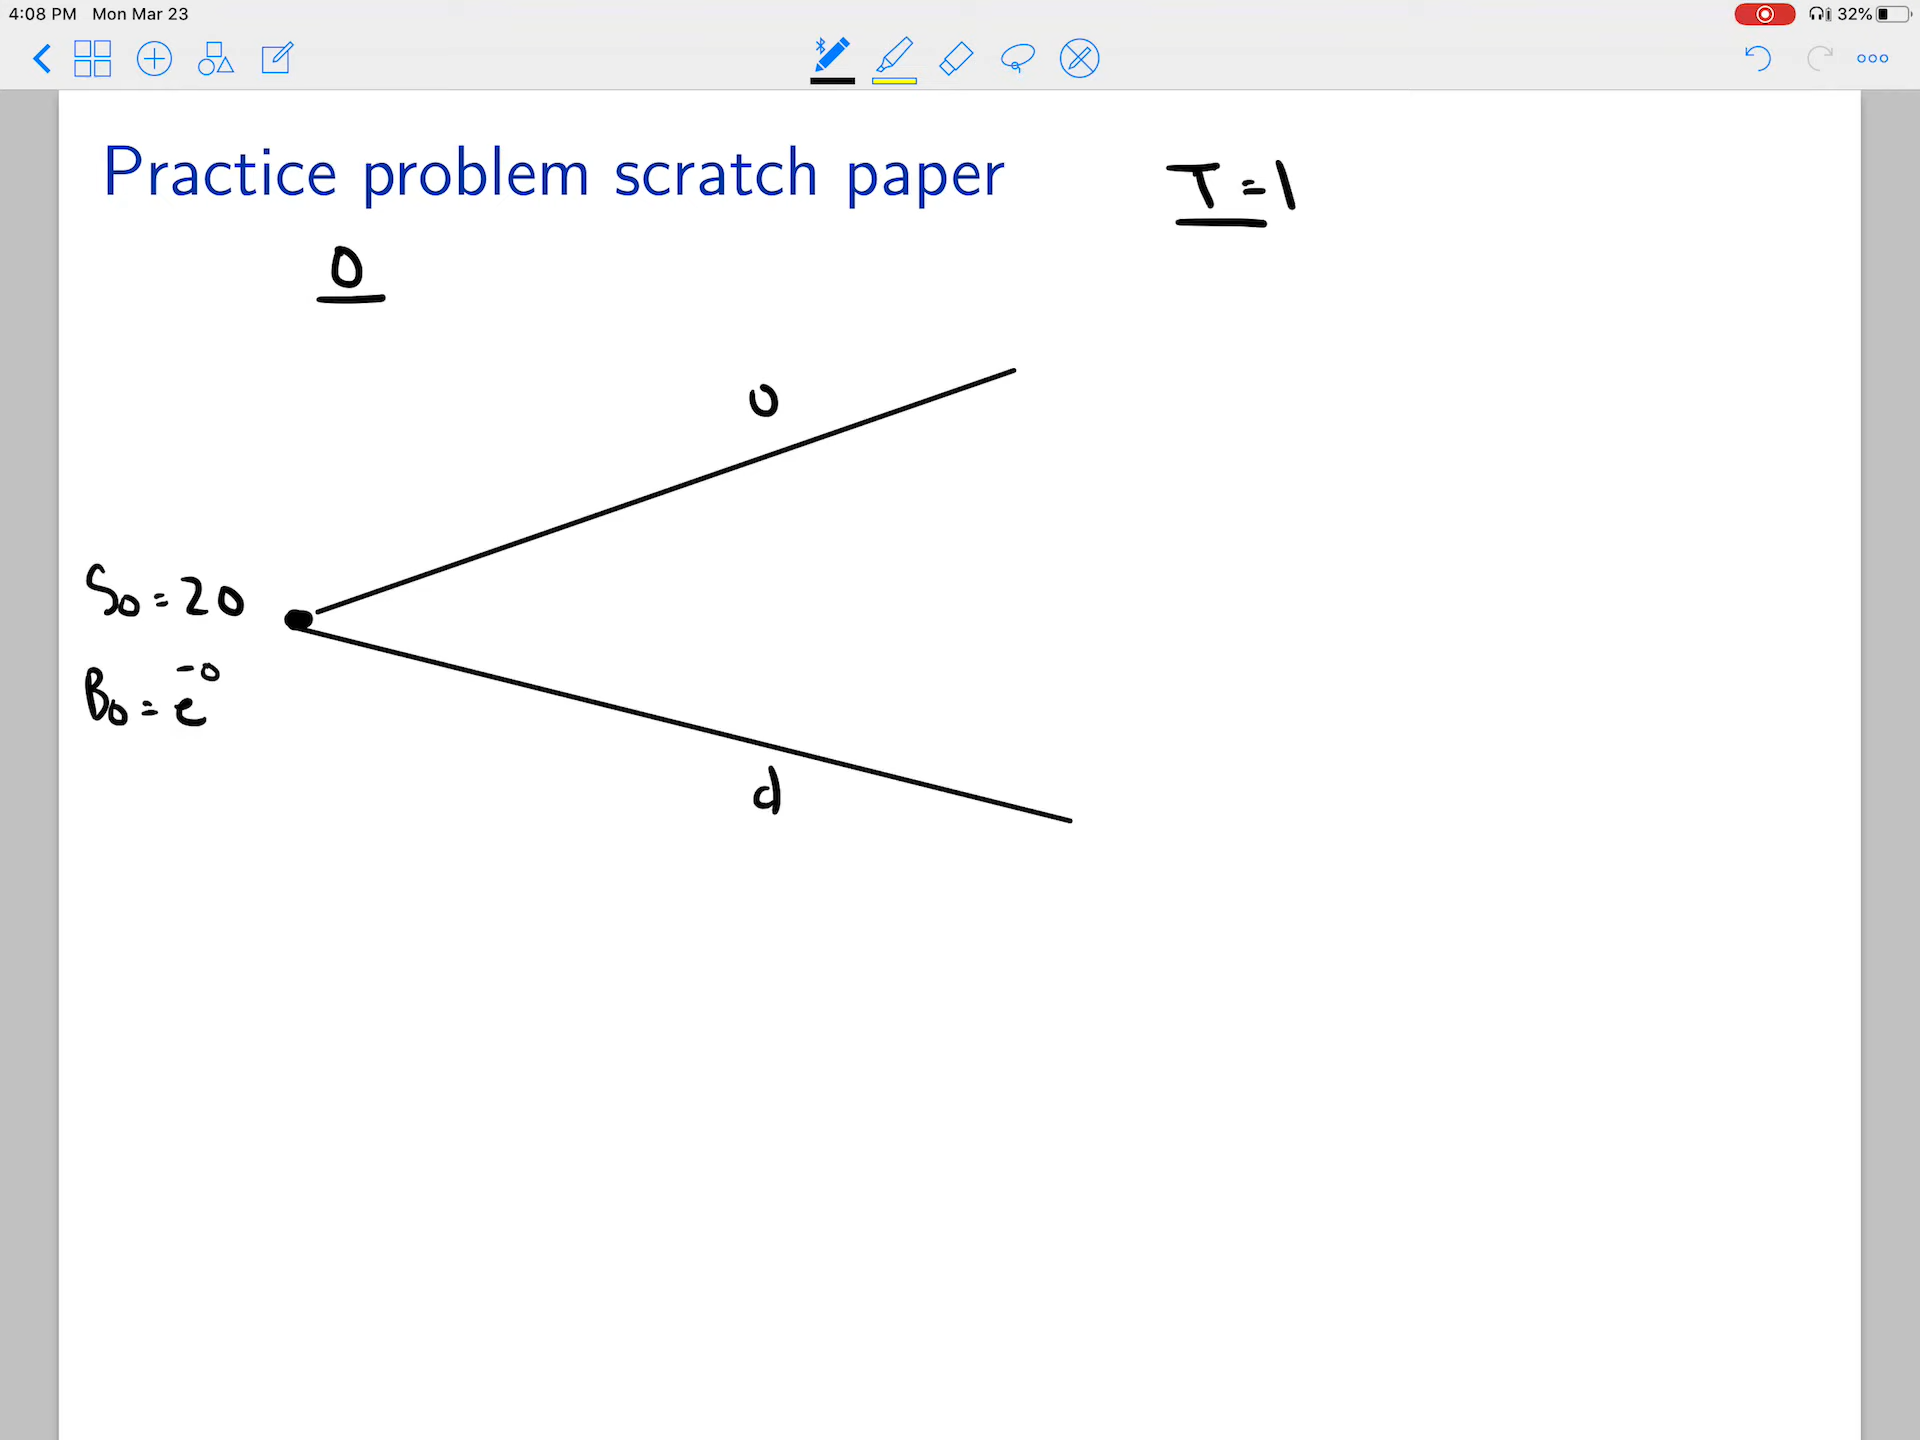 4:08 PM Mon Mar 23
32%
Practice problem scratch paper
T = 1
0
u
S0 = 20
B0 = e^-0
d